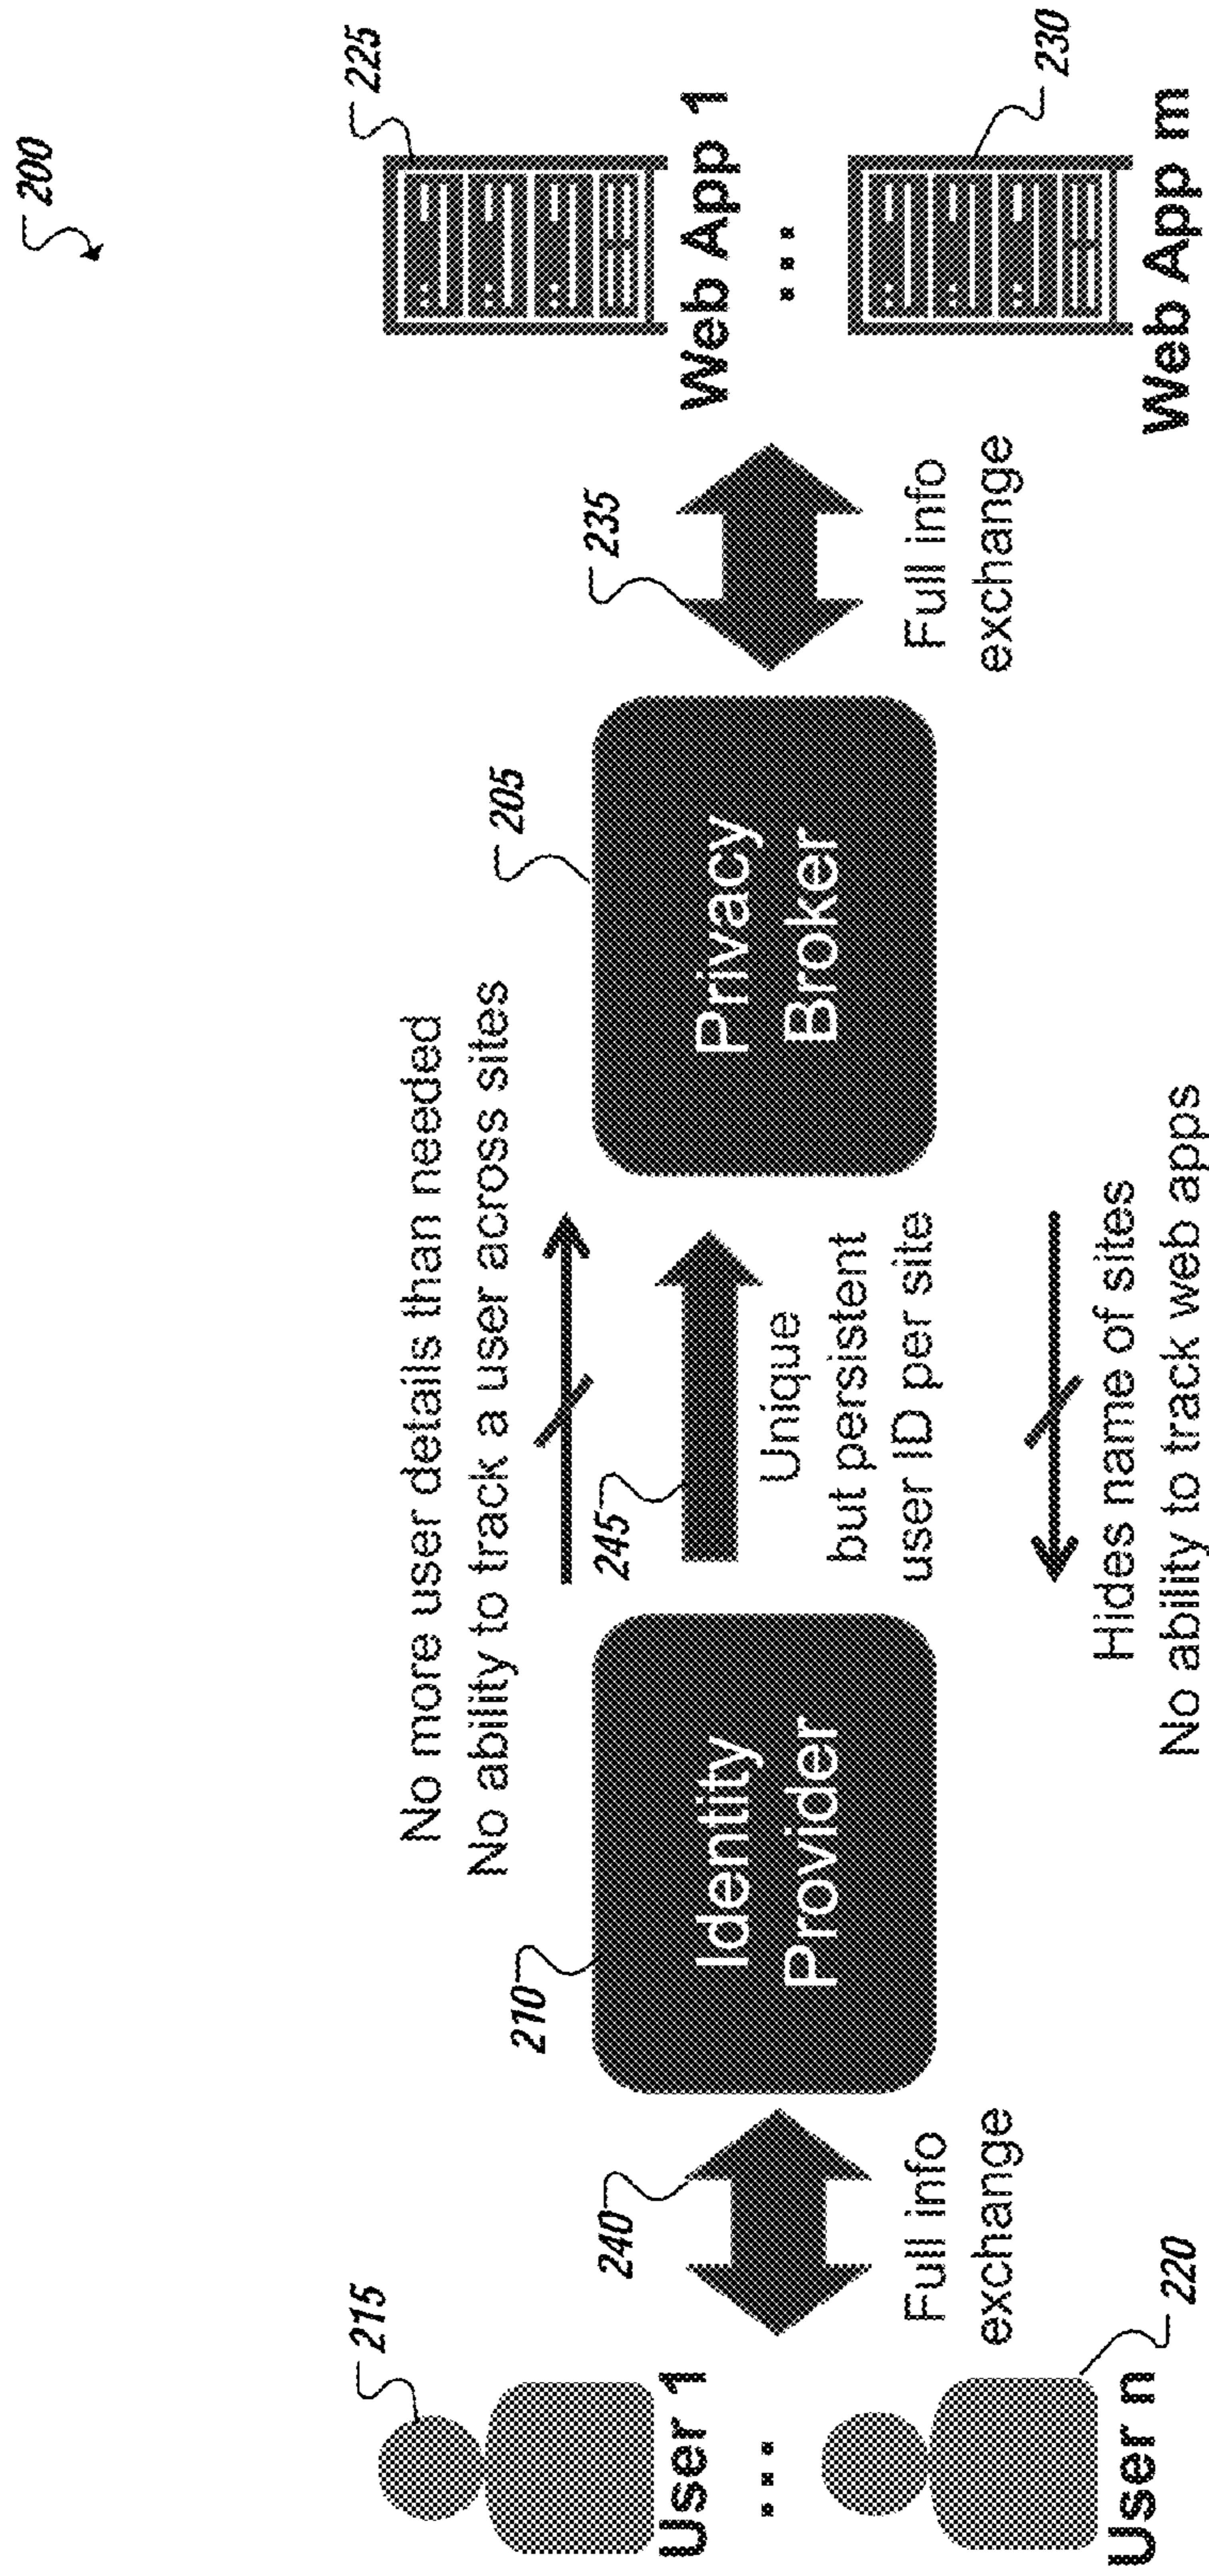 200
215
User 1
...
User n
220
240
Full info
exchange
210
Identity
Provider
No more user details than needed
No ability to track a user across sites
245
Unique
but persistent
user ID per site
Hides name of sites
No ability to track web apps
205
Privacy
Broker
235
Full info
exchange
225
Web App 1
...
230
Web App m